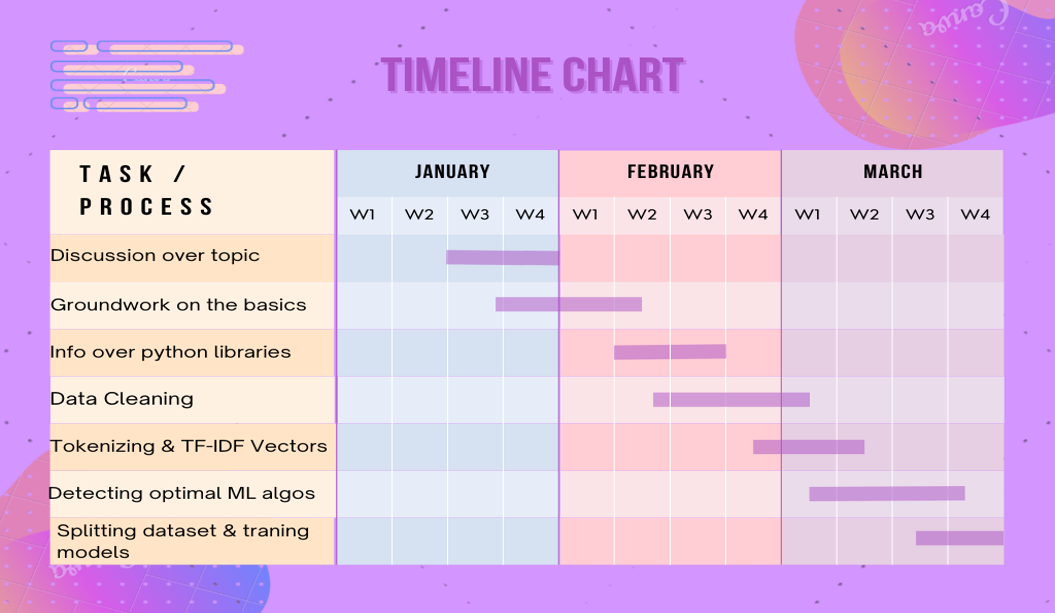 Canva
TIMELINE CHART
TASK /
PROCESS
JANUARY FEBRUARY MARCH
W1 W2 W3 W4 W1 W2 W3 W4 W1 W2 W3 W4
Discussion over topic
Groundwork on the basics
Info over python libraries
Data Cleaning
Tokenizing & TF-IDF Vectors
Detecting optimal ML algos
Splitting dataset & traning
models